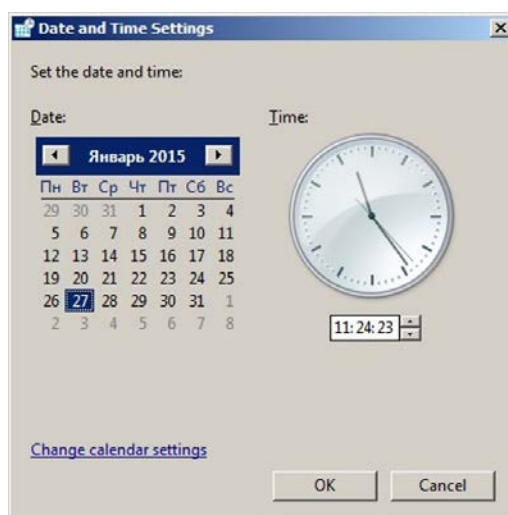 Date and Time Settings
Set the date and time:
Date:
Time:
Январь 2015
Пн Вт Ср Чт Пт Сб Вс
29 30 31 1 2 3 4
5 6 7 8 9 10 11
12 13 14 15 16 17 18
19 20 21 22 23 24 25
26 27 28 29 30 31 1
2 3 4 5 6 7 8
11:24:23
Change calendar settings
OK
Cancel